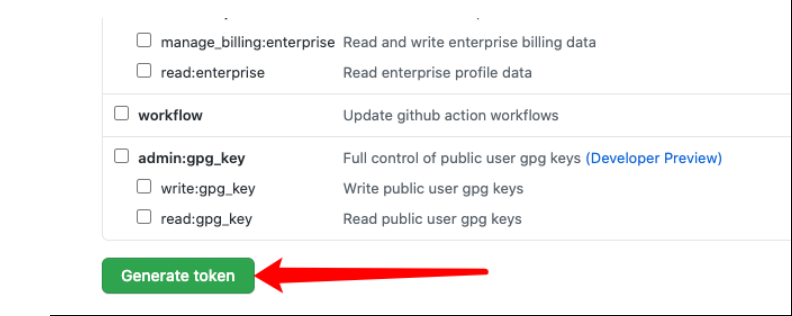 manage_billing:enterprise Read and write enterprise billing data
read:enterprise Read enterprise profile data
workflow Update github action workflows
admin:gpg_key Full control of public user gpg keys (Developer Preview)
write:gpg_key Write public user gpg keys
read:gpg_key Read public user gpg keys
Generate token